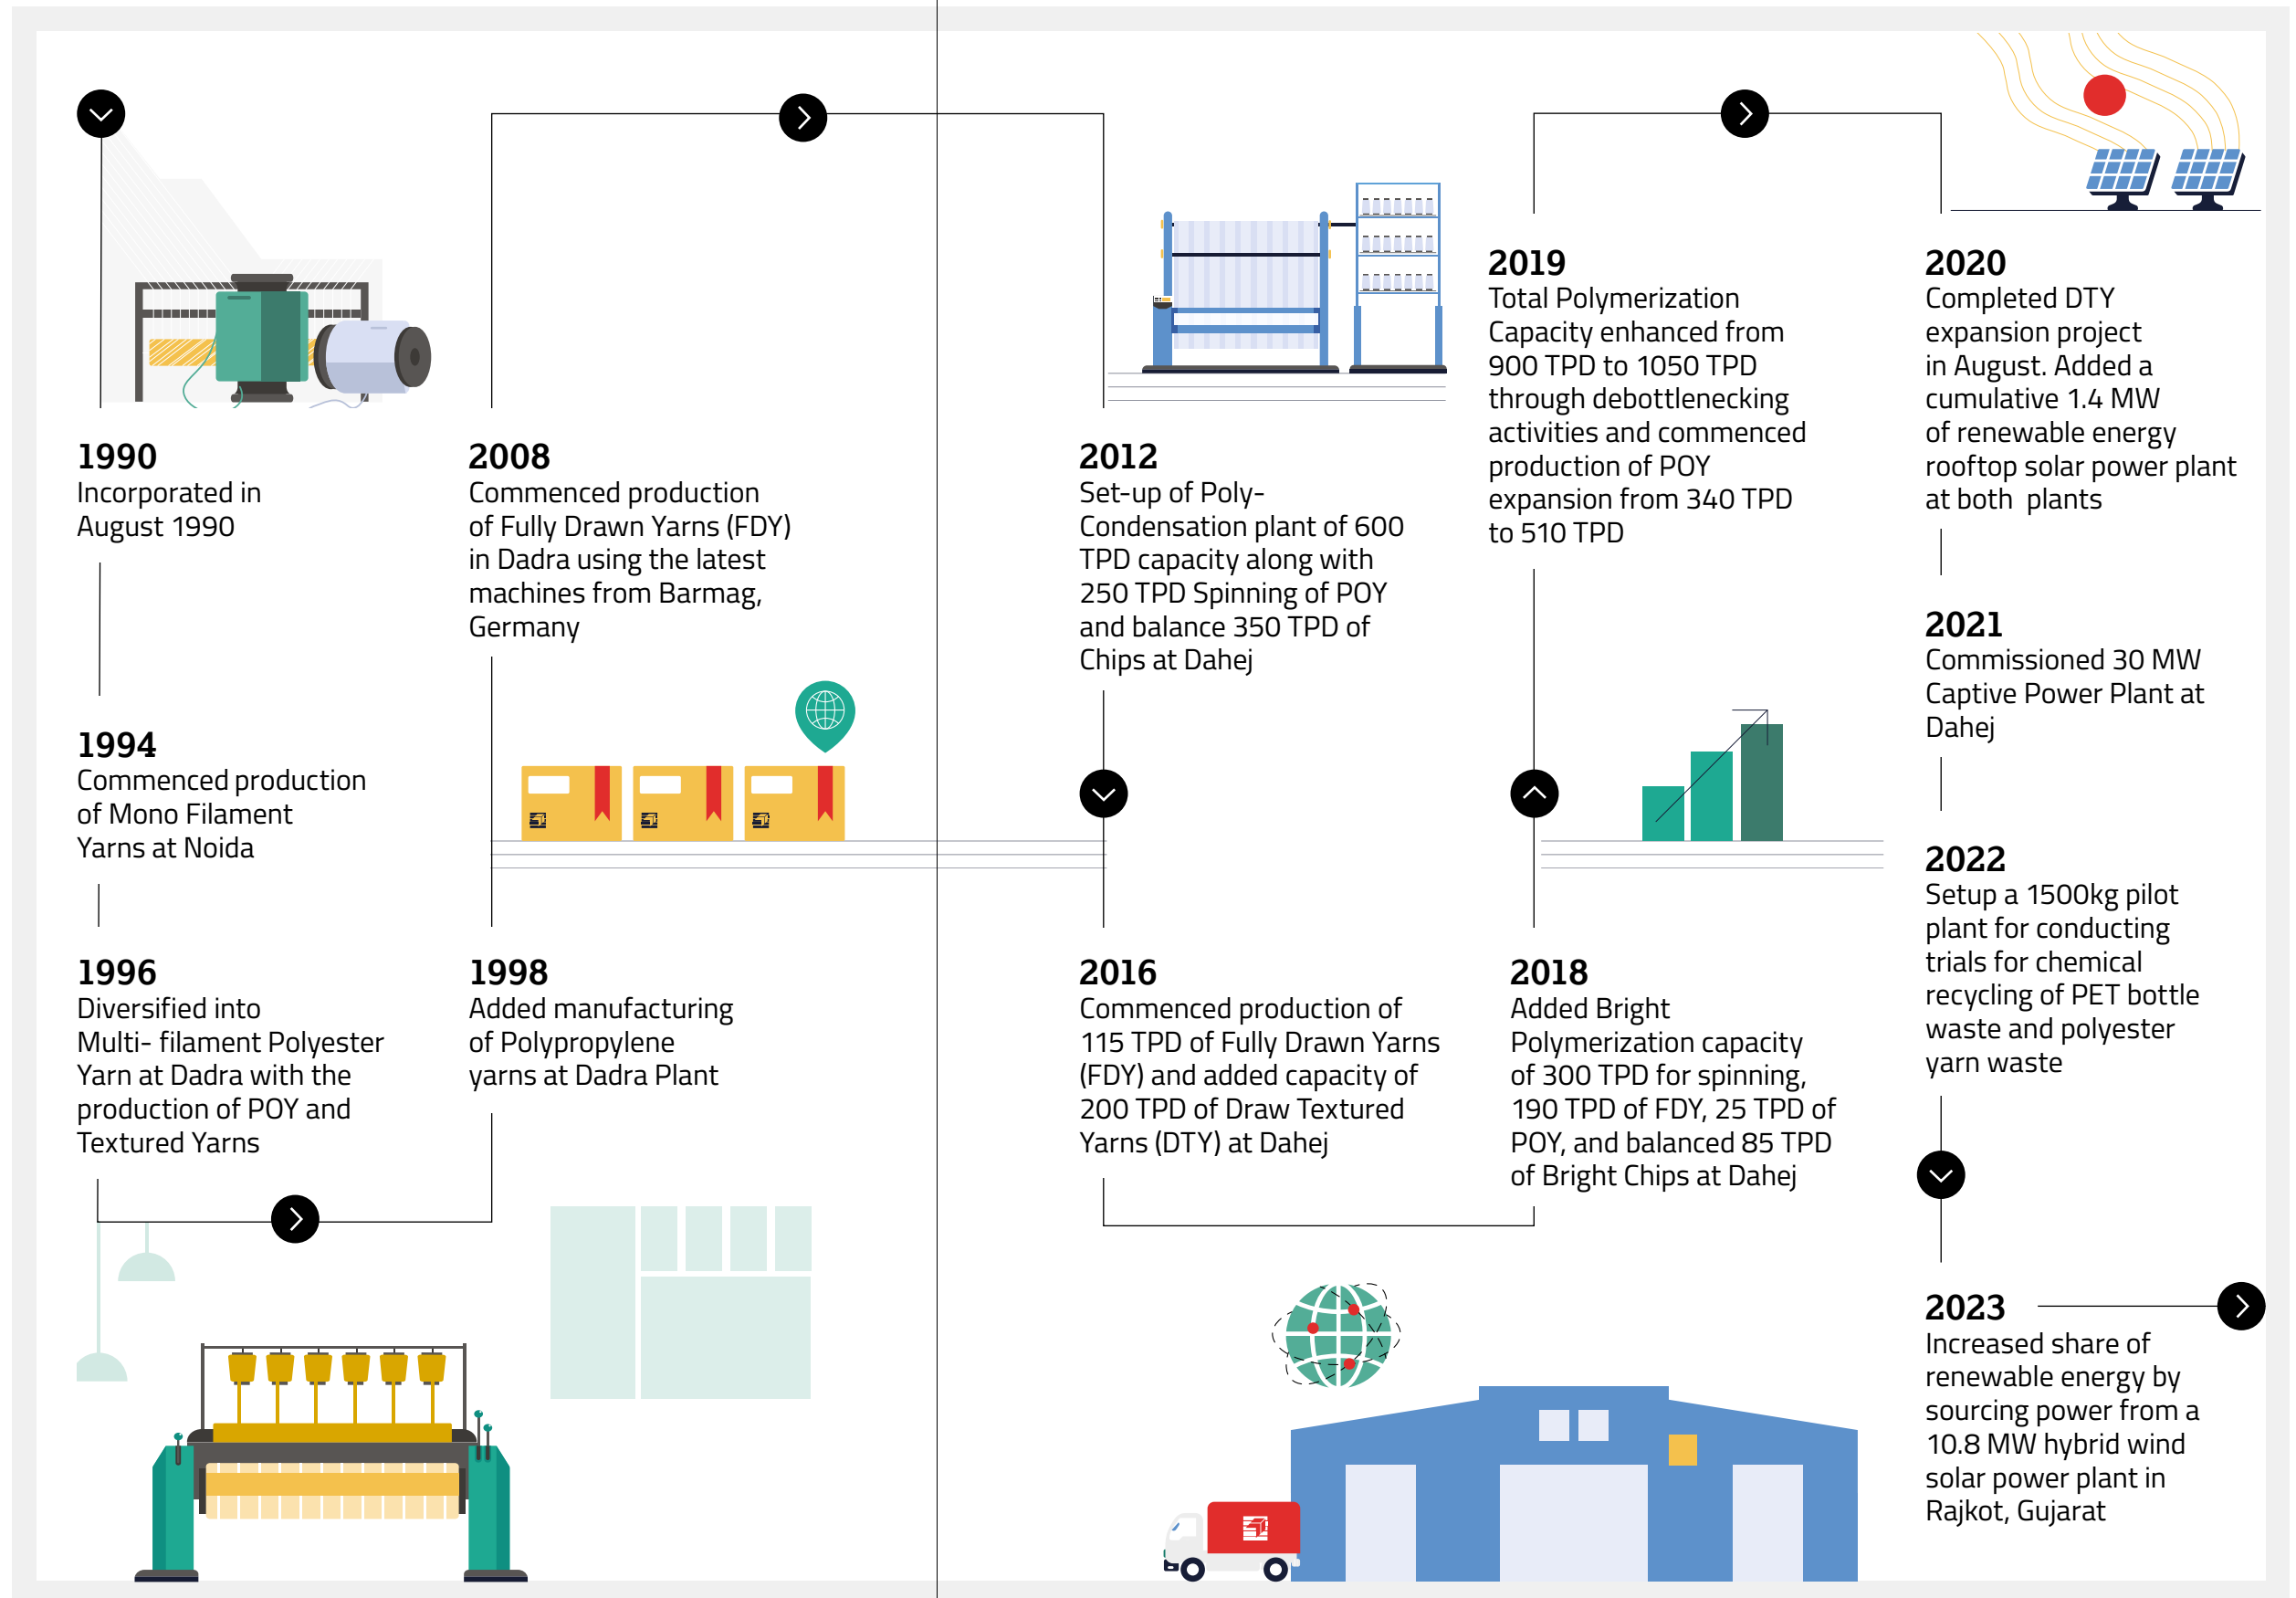 1990
Incorporated in
August 1990
1994
Commenced production
of Mono Filament
Yarns at Noida
1996
Diversified into
Multi- filament Polyester
Yarn at Dadra with the
production of POY and
Textured Yarns
1998
Added manufacturing
of Polypropylene
yarns at Dadra Plant
2008
Commenced production
of Fully Drawn Yarns (FDY)
in Dadra using the latest
machines from Barmag,
Germany
2012
Set-up of Poly-
Condensation plant of 600
TPD capacity along with
250 TPD Spinning of POY
and balance 350 TPD of
Chips at Dahej
2016
Commenced production of
115 TPD of Fully Drawn Yarns
(FDY) and added capacity of
200 TPD of Draw Textured
Yarns (DTY) at Dahej
2018
Added Bright
Polymerization capacity
of 300 TPD for spinning,
190 TPD of FDY, 25 TPD of
POY, and balanced 85 TPD
of Bright Chips at Dahej
2019
Total Polymerization
Capacity enhanced from
900 TPD to 1050 TPD
through debottlenecking
activities and commenced
production of POY
expansion from 340 TPD
to 510 TPD
2020
Completed DTY
expansion project
in August. Added a
cumulative 1.4 MW
of renewable energy
rooftop solar power plant
at both plants
2021
Commissioned 30 MW
Captive Power Plant at
Dahej
2022
Setup a 1500kg pilot
plant for conducting
trials for chemical
recycling of PET bottle
waste and polyester
yarn waste
2023
Increased share of
renewable energy by
sourcing power from a
10.8 MW hybrid wind
solar power plant in
Rajkot, Gujarat